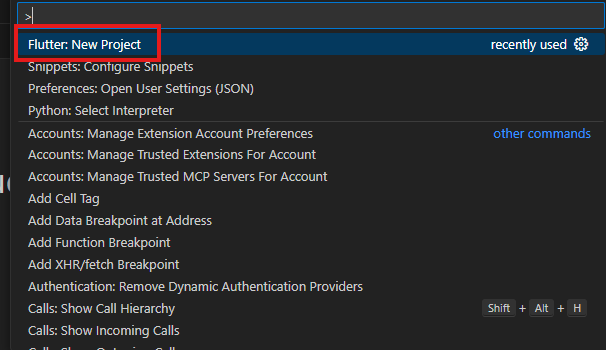 >
Flutter: New Project recently used
Snippets: Configure Snippets
Preferences: Open User Settings (JSON)
Python: Select Interpreter
Accounts: Manage Extension Account Preferences other commands
Accounts: Manage Trusted Extensions For Account
Accounts: Manage Trusted MCP Servers For Account
Add Cell Tag
Add Data Breakpoint at Address
Add Function Breakpoint
Add XHR/fetch Breakpoint
Authentication: Remove Dynamic Authentication Providers
Calls: Show Call Hierarchy Shift + Alt + H
Calls: Show Incoming Calls